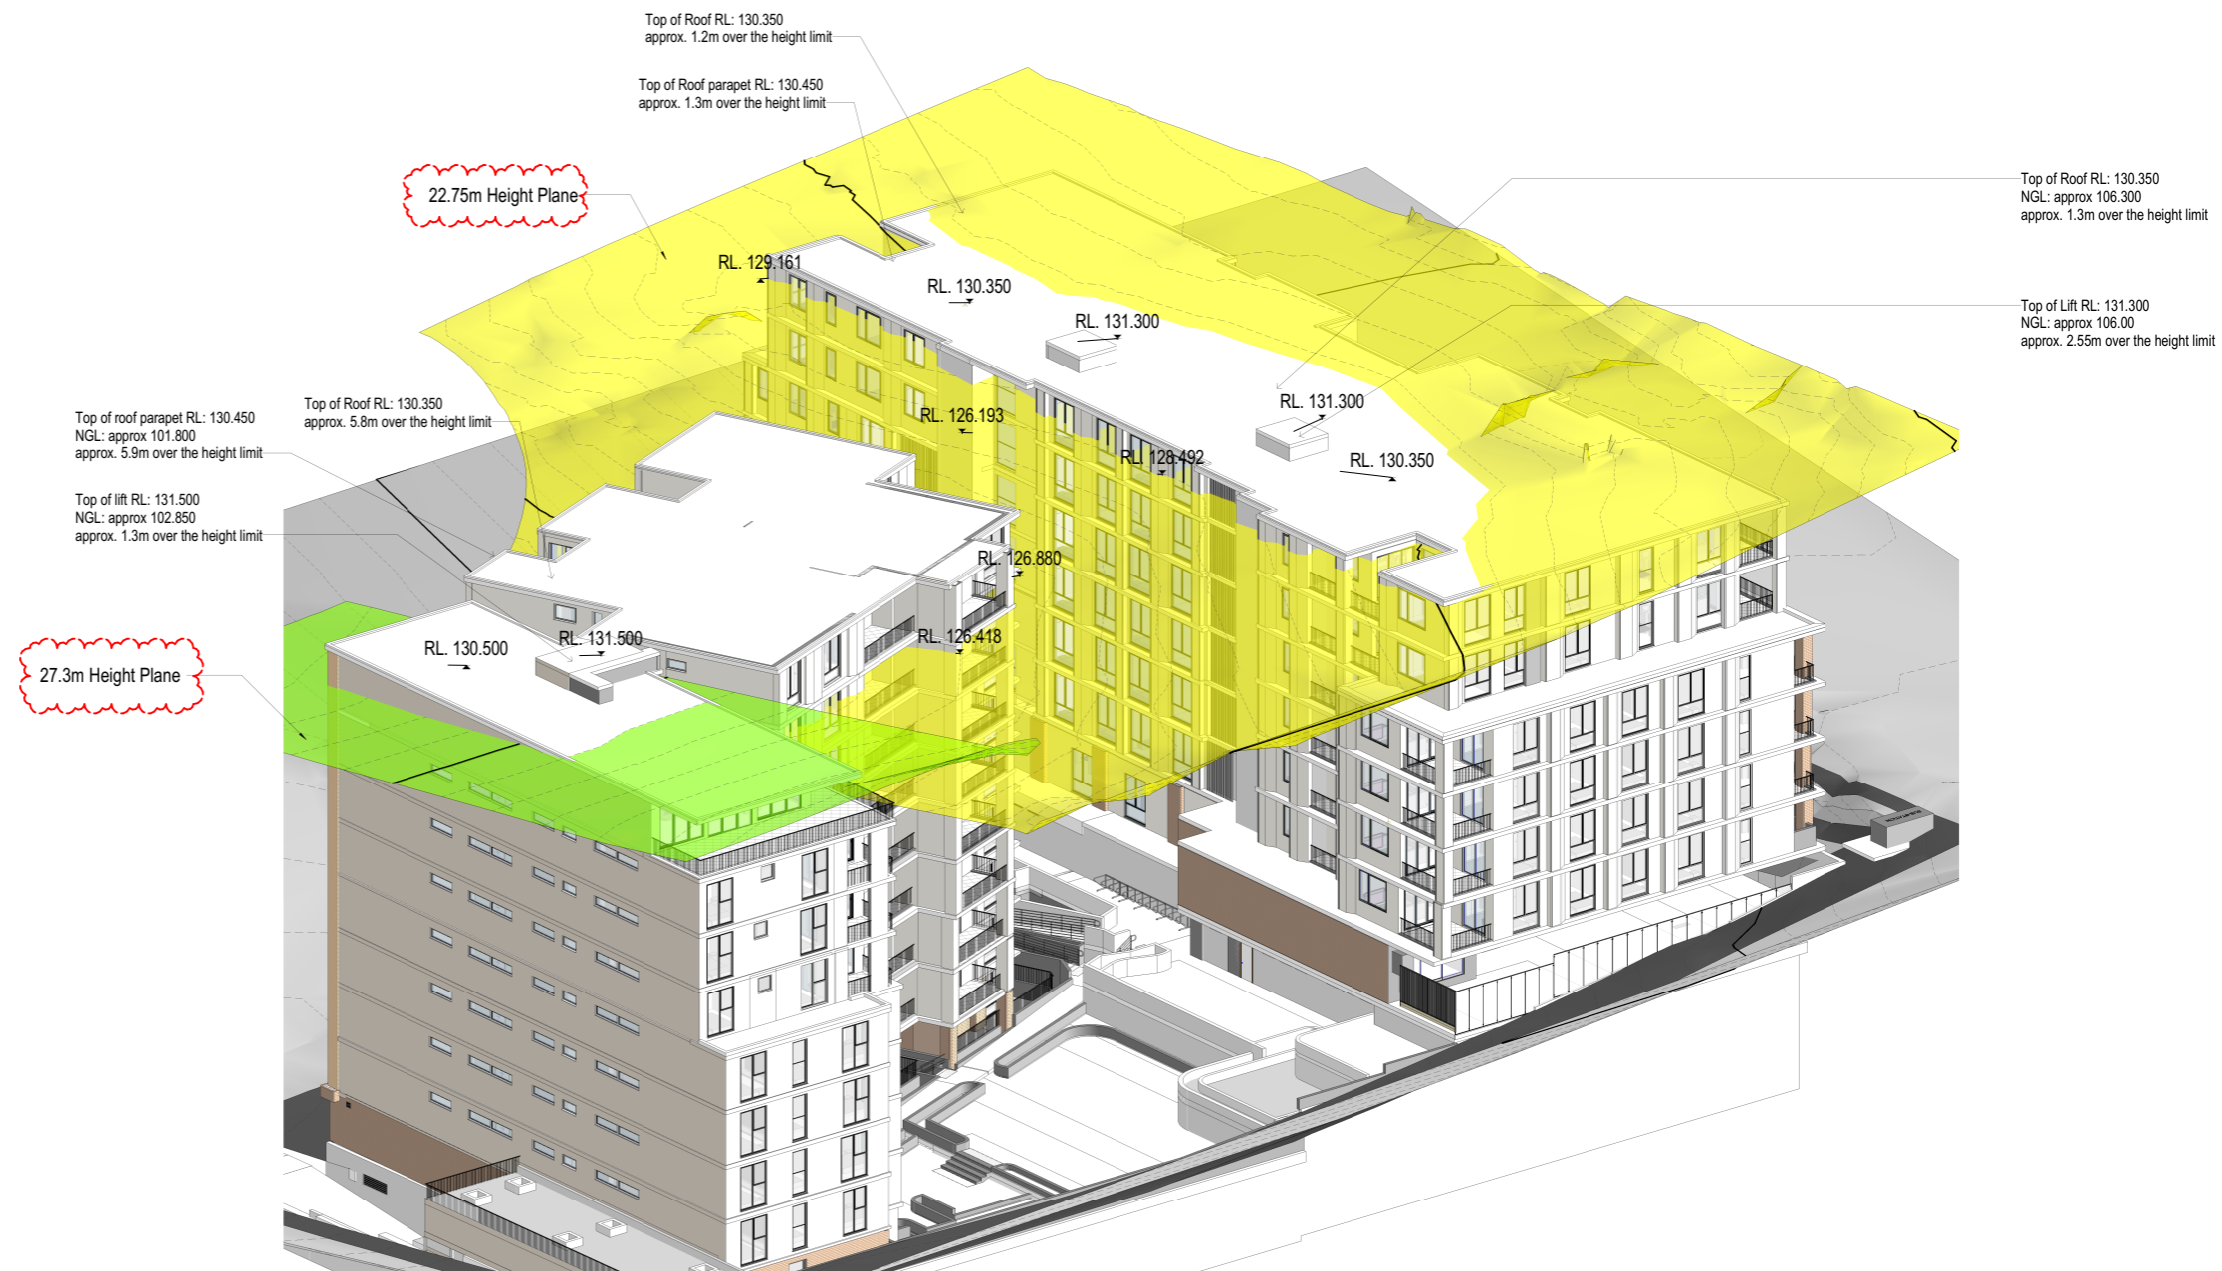 Top of Roof RL: 130.350
approx. 1.2m over the height limit
Top of Roof parapet RL: 130.450
approx. 1.3m over the height limit
22.75m Height Plane
Top of Roof RL: 130.350
NGL: approx 106.300
approx. 1.3m over the height limit
RL. 129.161
RL. 130.350
RL. 131.300
Top of Lift RL: 131.300
NGL: approx 106.00
approx. 2.55m over the height limit
Top of roof parapet RL: 130.450
NGL: approx 101.800
approx. 5.9m over the height limit
Top of Roof RL: 130.350
approx. 5.8m over the height limit
RL. 126.193
RL. 131.300
RL. 128.492
RL. 130.350
Top of lift RL: 131.500
NGL: approx 102.850
approx. 1.3m over the height limit
RL. 126.880
RL. 126.418
RL. 130.500
RL. 131.500
27.3m Height Plane